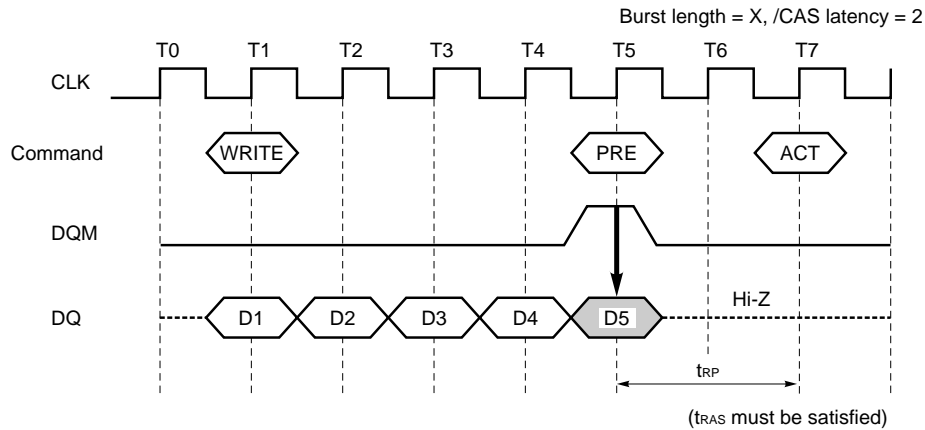 Burst length = X, /CAS latency = 2
T0 T1 T2 T3 T4 T5 T6 T7
CLK
Command WRITE PRE ACT
DQM
DQ D1 D2 D3 D4 D5 Hi-Z
tRP
(tRAS must be satisfied)